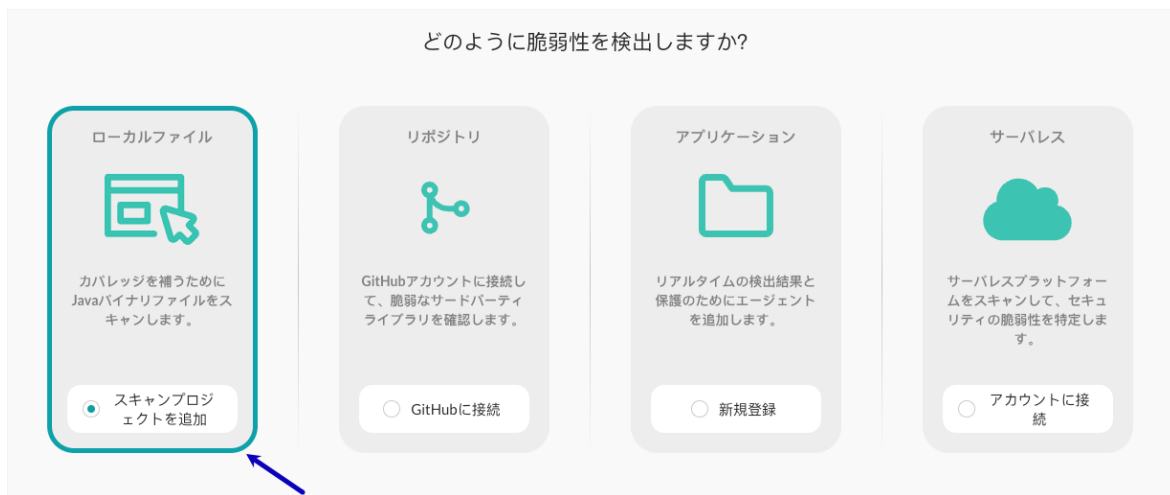 どのように脆弱性を検出しますか?
ローカルファイル
カバレッジを補うために
Javaバイナリファイルをス
キャンします。
スキャンプロジ
ェクトを追加
リポジトリ
GitHubアカウントに接続し
て、脆弱なサードパーティ
ライブラリを確認します。
GitHubに接続
アプリケーション
リアルタイムの検出結果と
保護のためにエージェント
を追加します。
新規登録
サーバレス
サーバレスプラットフォー
ムをスキャンして、セキュ
リティの脆弱性を特定しま
す。
アカウントに接
続